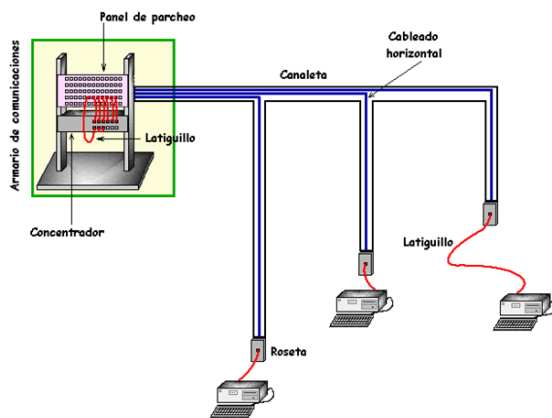 Panel de parcheo
Cableado
horizontal
Canaleta
Armario de comunicaciones
Latiguillo
Concentrador
Latiguillo
Roseta